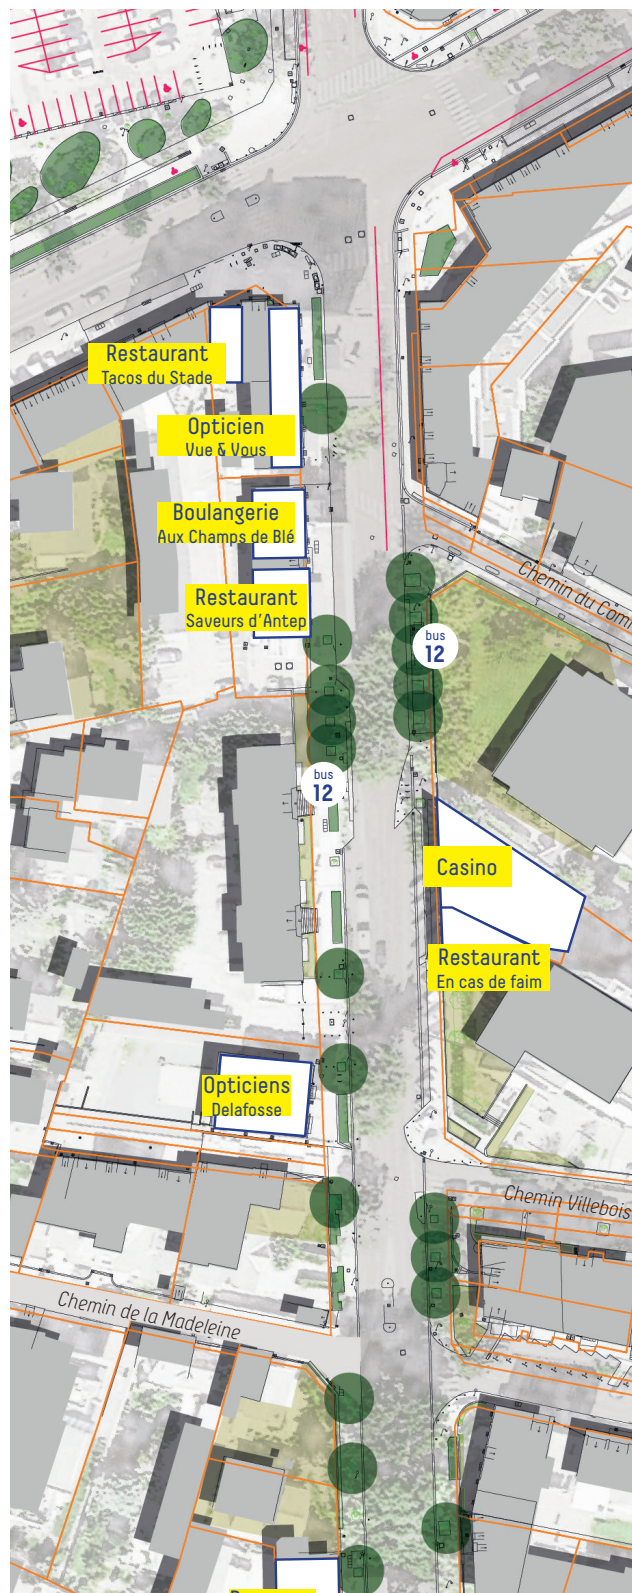 Restaurant
Tacos du Stade
Opticien
Vue & Vous
Boulangerie
Aux Champs de Blé
Chemin du Com
Restaurant
Saveurs d'Antep
bus
12
bus
12
Casino
Restaurant
En cas de faim
Opticiens
Delafosse
Chemin Villebois
Chemin de la Madeleine